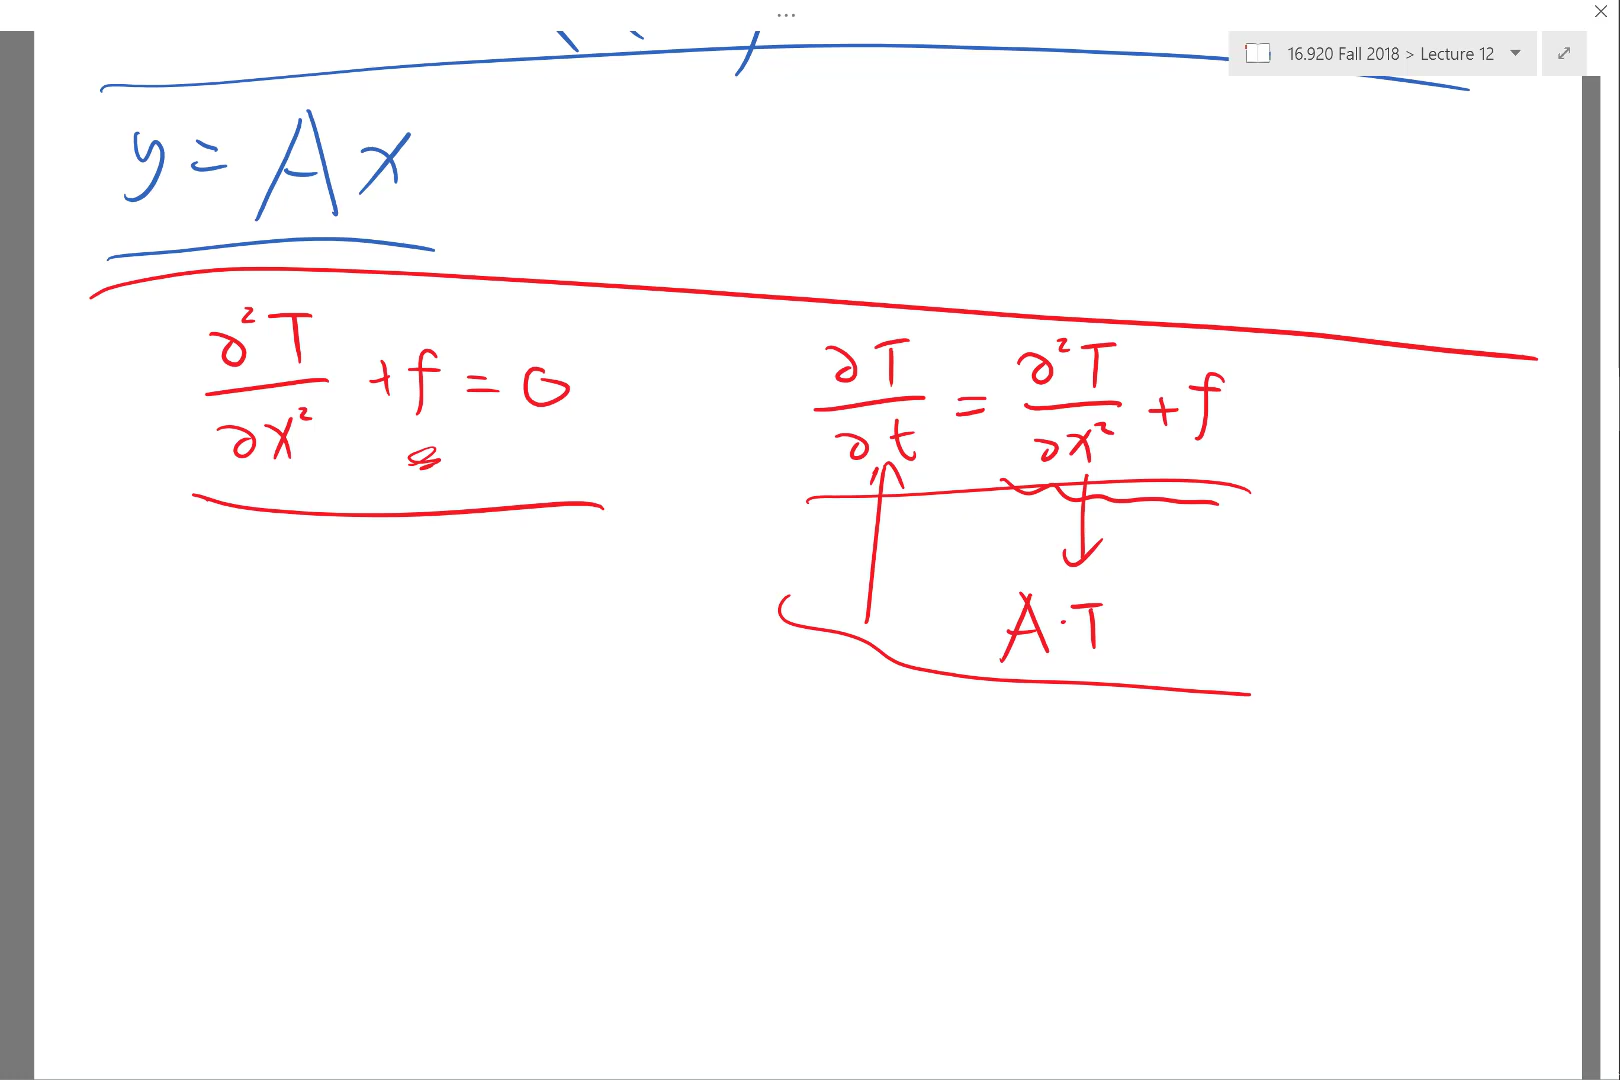 16.920 Fall 2018 > Lecture 12
y = Ax
∂²T/∂x² + f = 0
∂T/∂t = ∂²T/∂x² + f
A·T